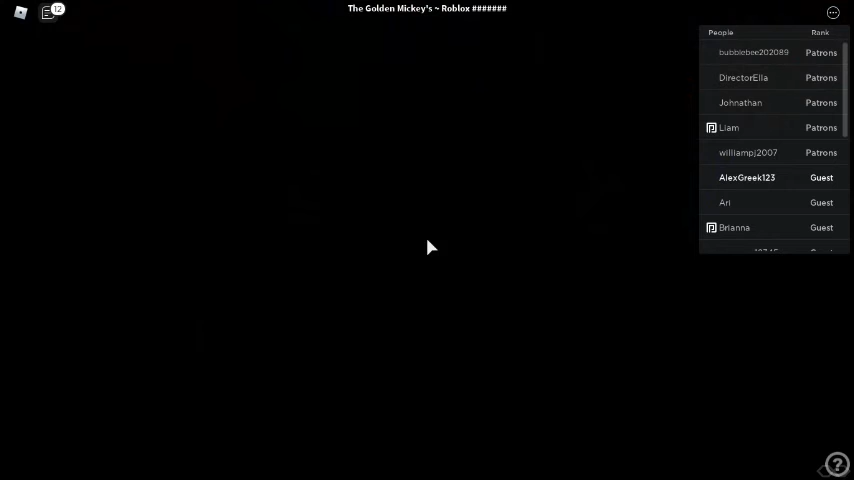 12
The Golden Mickey's ~ Roblox #######
People Rank
bubblebee202089 Patrons
DirectorElla Patrons
Johnathan Patrons
Liam Patrons
williampj2007 Patrons
AlexGreek123 Guest
Ari Guest
Brianna Guest
?